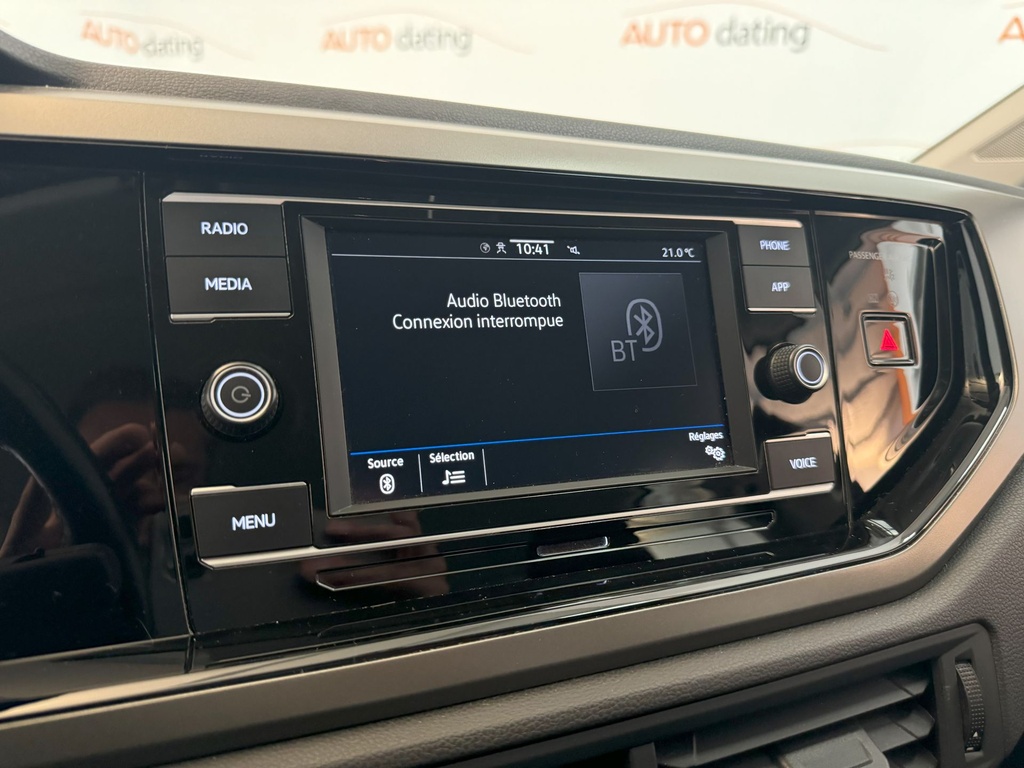 AUTO dating
AUTO dating
AUTO dating
RADIO
MEDIA
MENU
10:41
21.0°C
Audio Bluetooth
Connexion interrompue
BT
Source
Sélection
Réglages
PHONE
APP
VOICE